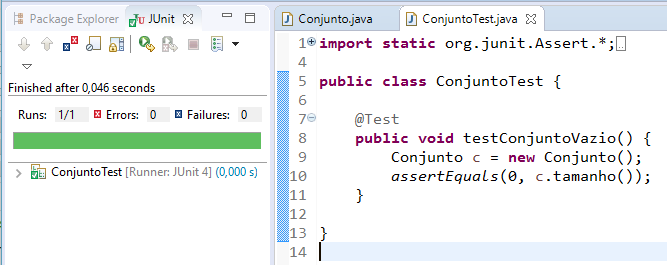 Package Explorer JUnit
Finished after 0,046 seconds
Runs: 1/1 Errors: 0 Failures: 0
ConjuntoTest [Runner: JUnit 4] (0,000 s)
Conjunto.java ConjuntoTest.java
1 import static org.junit.Assert.*;
4
5 public class ConjuntoTest {
6
7 @Test
8 public void testConjuntoVazio() {
9 Conjunto c = new Conjunto();
10 assertEquals(0, c.tamanho());
11 }
12
13 }
14